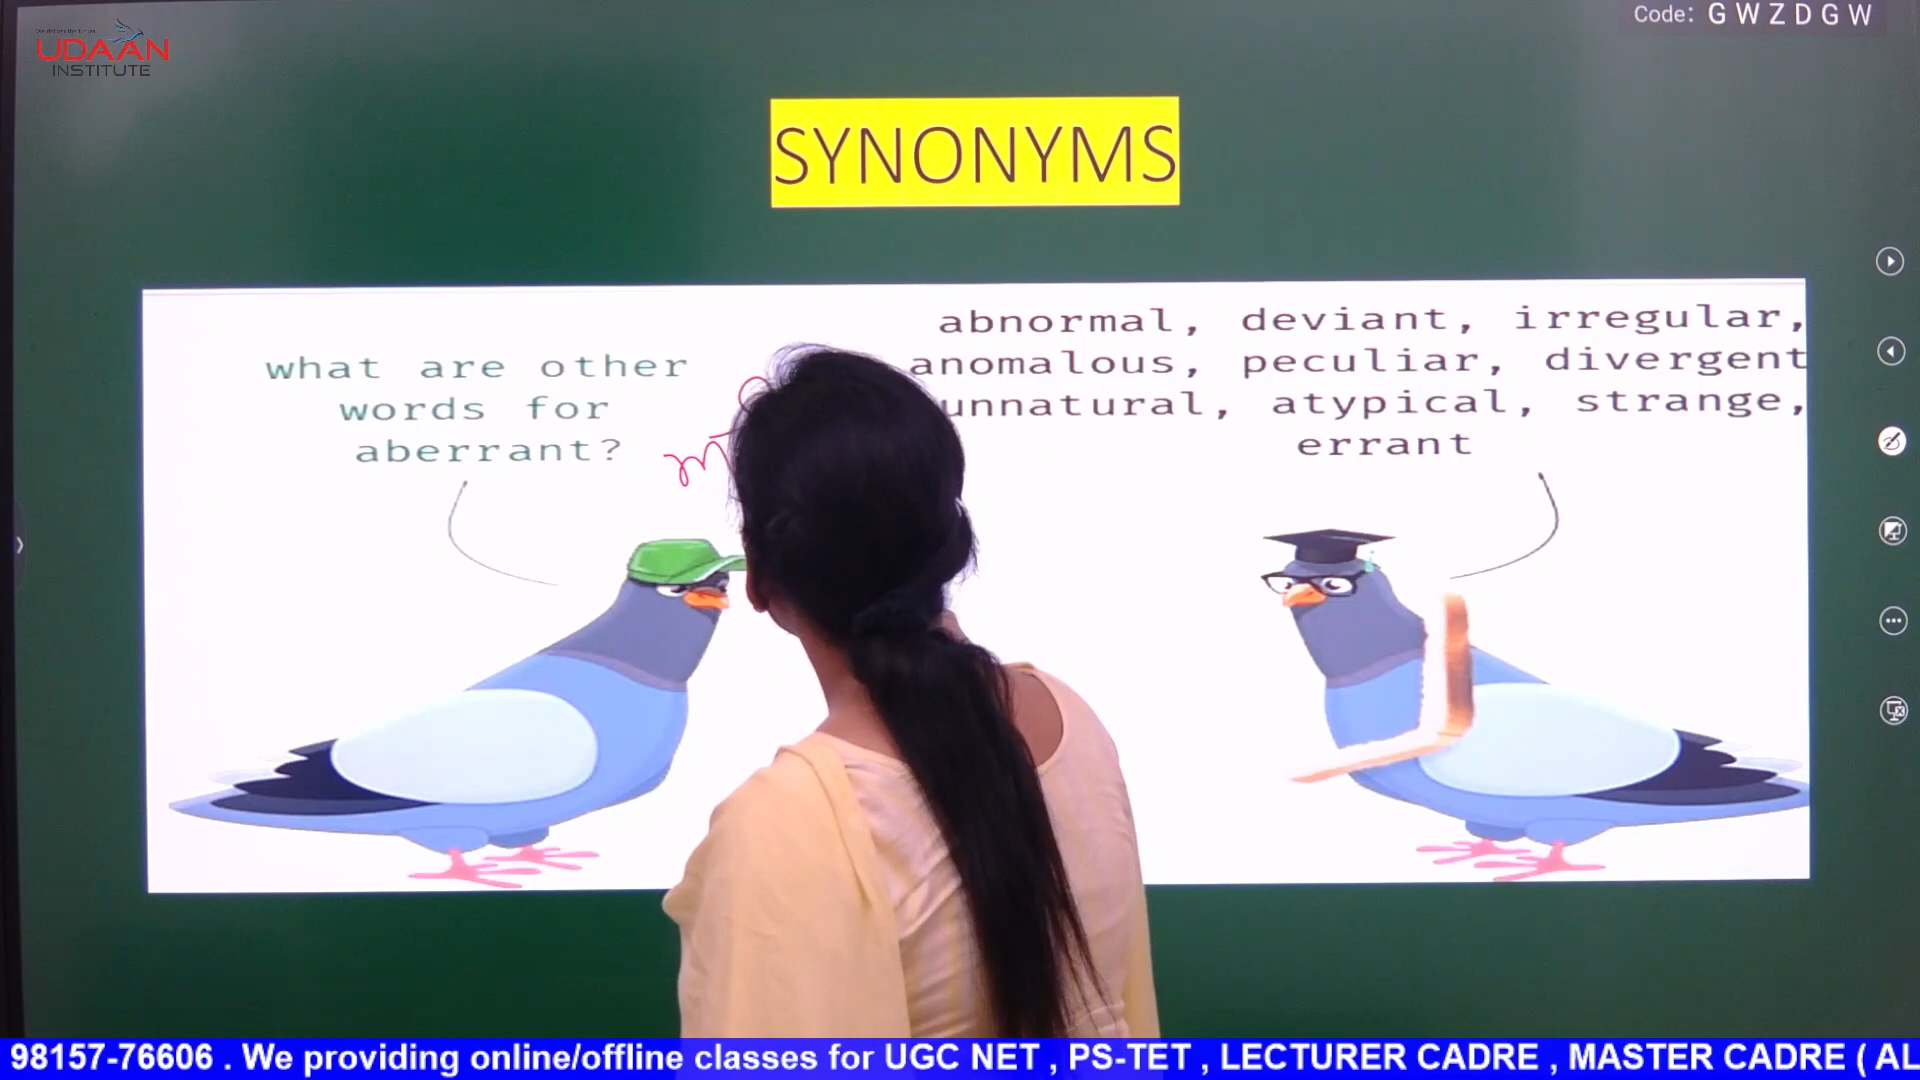 UDAAN
INSTITUTE
Code: GWZDGW
SYNONYMS
what are other
words for
aberrant?
abnormal, deviant, irregular,
anomalous, peculiar, divergent
unnatural, atypical, strange,
errant
98157-76606 . We providing online/offline classes for UGC NET , PS-TET , LECTURER CADRE , MASTER CADRE ( AL